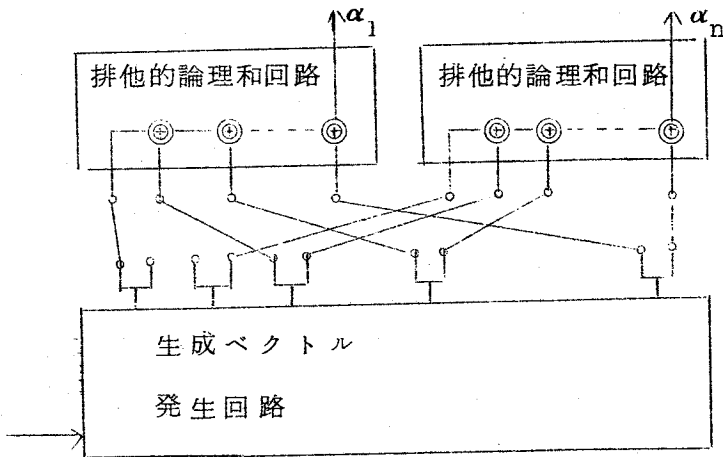 α1
αn
排他的論理和回路
排他的論理和回路
生成ベクトル
発生回路